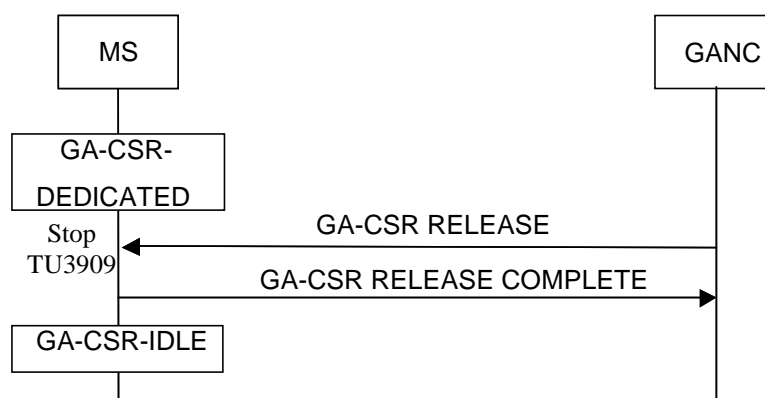 MS
GANC
GA-CSR-
DEDICATED
Stop
TU3909
GA-CSR RELEASE
GA-CSR RELEASE COMPLETE
GA-CSR-IDLE